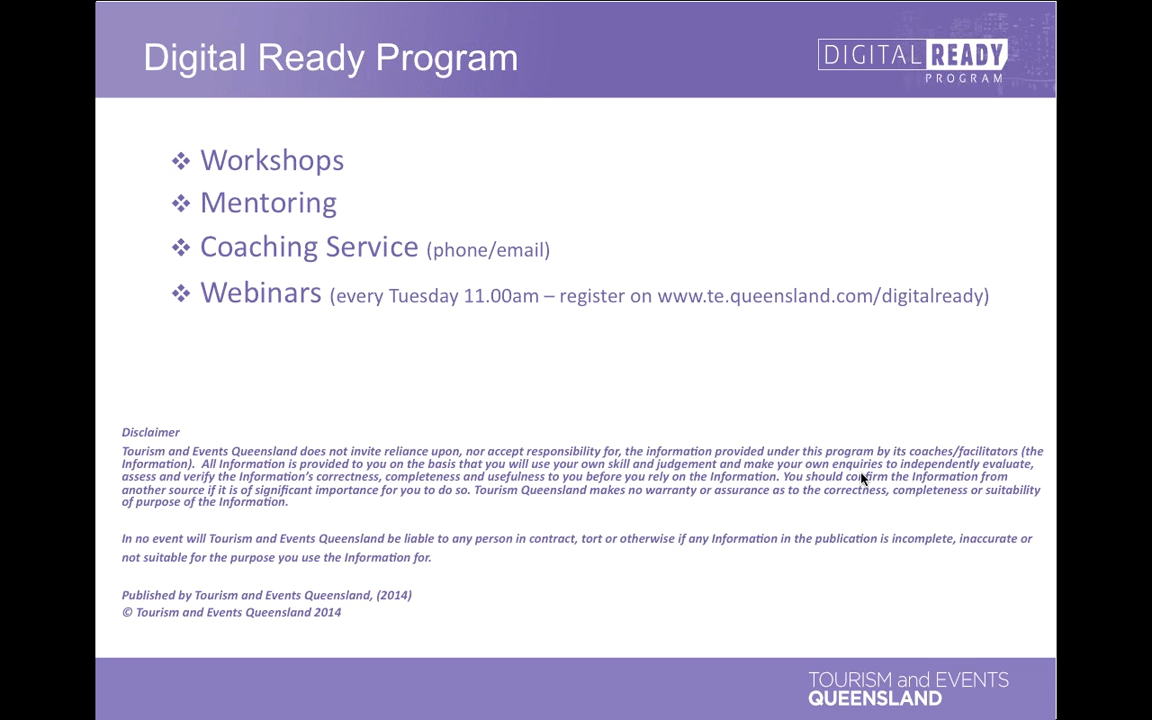 Digital Ready Program
DIGITAL READY
PROGRAM
❖ Workshops
❖ Mentoring
❖ Coaching Service (phone/email)
❖ Webinars (every Tuesday 11.00am – register on www.te.queensland.com/digitalready)
Disclaimer
Tourism and Events Queensland does not invite reliance upon, nor accept responsibility for, the information provided under this program by its coaches/facilitators (the
Information).  All Information is provided to you on the basis that you will use your own skill and judgement and make your own enquiries to independently evaluate,
assess and verify the Information's correctness, completeness and usefulness to you before you rely on the Information. You should confirm the Information from
another source if it is of significant importance for you to do so. Tourism Queensland makes no warranty or assurance as to the correctness, completeness or suitability
of purpose of the Information.
In no event will Tourism and Events Queensland be liable to any person in contract, tort or otherwise if any Information in the publication is incomplete, inaccurate or
not suitable for the purpose you use the Information for.
Published by Tourism and Events Queensland, (2014)
© Tourism and Events Queensland 2014
TOURISM and EVENTS
QUEENSLAND